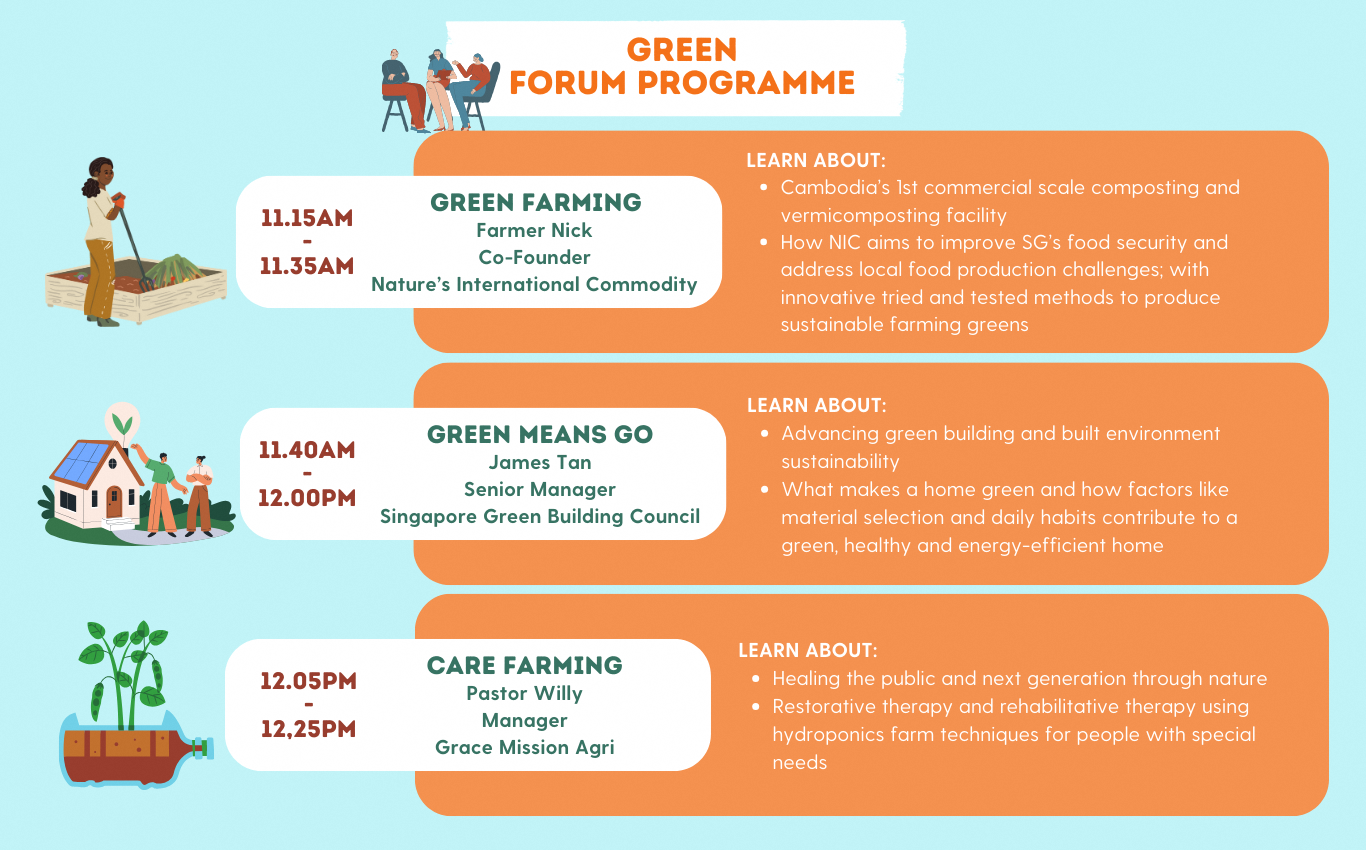 GREEN
FORUM PROGRAMME
11.15AM
-
11.35AM
GREEN FARMING
Farmer Nick
Co-Founder
Nature's International Commodity
LEARN ABOUT:
• Cambodia's 1st commercial scale composting and
vermicomposting facility
• How NIC aims to improve SG's food security and
address local food production challenges; with
innovative tried and tested methods to produce
sustainable farming greens
11.40AM
-
12.00PM
GREEN MEANS GO
James Tan
Senior Manager
Singapore Green Building Council
LEARN ABOUT:
• Advancing green building and built environment
sustainability
• What makes a home green and how factors like
material selection and daily habits contribute to a
green, healthy and energy-efficient home
12.05PM
-
12,25PM
CARE FARMING
Pastor Willy
Manager
Grace Mission Agri
LEARN ABOUT:
• Healing the public and next generation through nature
• Restorative therapy and rehabilitative therapy using
hydroponics farm techniques for people with special
needs